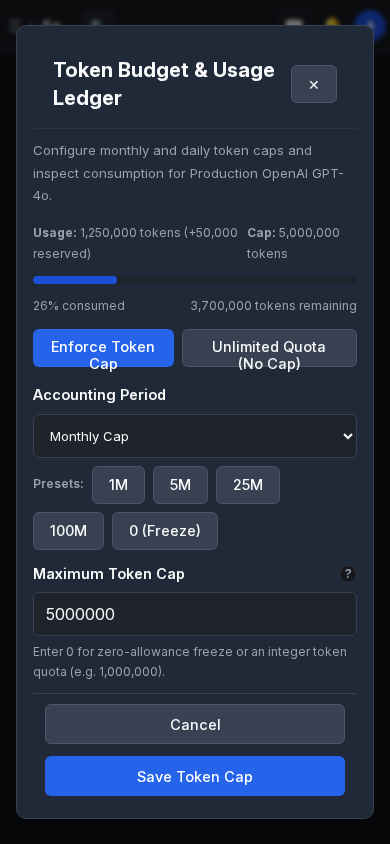 Token Budget & Usage
Ledger
×
Configure monthly and daily token caps and
inspect consumption for Production OpenAI GPT-
4o.
Usage: 1,250,000 tokens (+50,000
reserved)
Cap: 5,000,000
tokens
26% consumed
3,700,000 tokens remaining
Enforce Token
Cap
Unlimited Quota
(No Cap)
Accounting Period
Monthly Cap
Presets:
1M
5M
25M
100M
0 (Freeze)
Maximum Token Cap
?
5000000
Enter 0 for zero-allowance freeze or an integer token
quota (e.g. 1,000,000).
Cancel
Save Token Cap